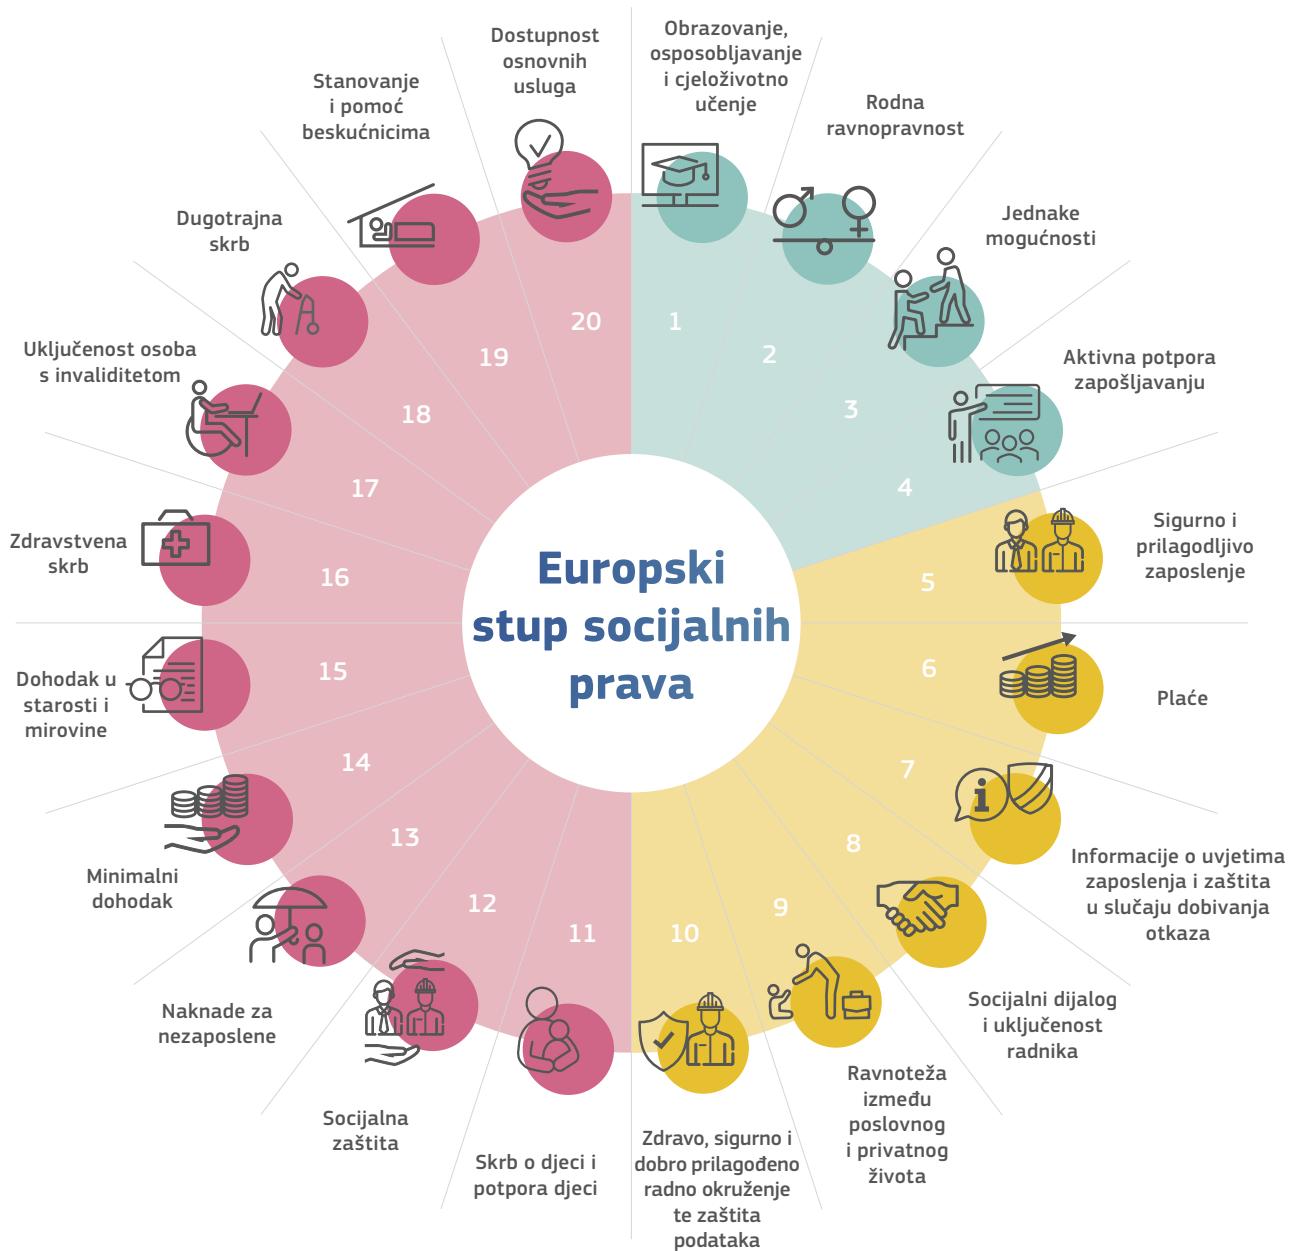 Europski
stup socijalnih
prava
1
Obrazovanje,
osposobljavanje
i cjeloživotno
učenje
2
Rodna
ravnopravnost
3
Jednake
mogućnosti
4
Aktivna potpora
zapošljavanju
5
Sigurno i
prilagodljivo
zaposlenje
6
Plaće
7
Informacije o uvjetima
zaposlenja i zaštita
u slučaju dobivanja
otkaza
8
Socijalni dijalog
i uključenost
radnika
9
Ravnoteža
između
poslovnog
i privatnog
života
10
Zdravo, sigurno i
dobro prilagođeno
radno okruženje
te zaštita
podataka
11
Skrb o djeci i
potpora djeci
12
Socijalna
zaštita
13
Naknade za
nezaposlene
14
Minimalni
dohodak
15
Dohodak u
starosti i
mirovine
16
Zdravstvena
skrb
17
Uključenost osoba
s invaliditetom
18
Dugotrajna
skrb
19
Stanovanje
i pomoć
beskućnicima
20
Dostupnost
osnovnih
usluga